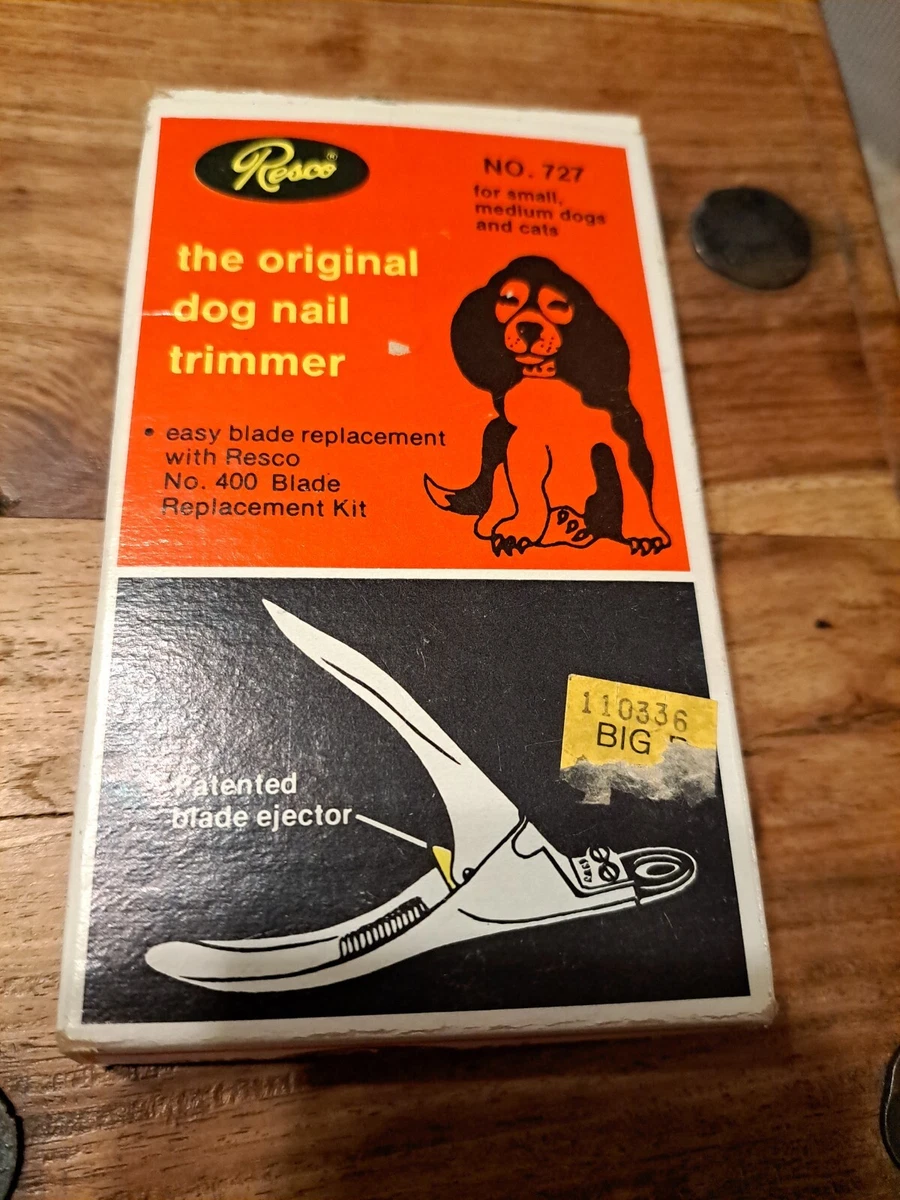 Resco®
NO. 727
for small,
medium dogs
and cats
the original
dog nail
trimmer
• easy blade replacement
with Resco
No. 400 Blade
Replacement Kit
110336
BIG
Patented
blade ejector